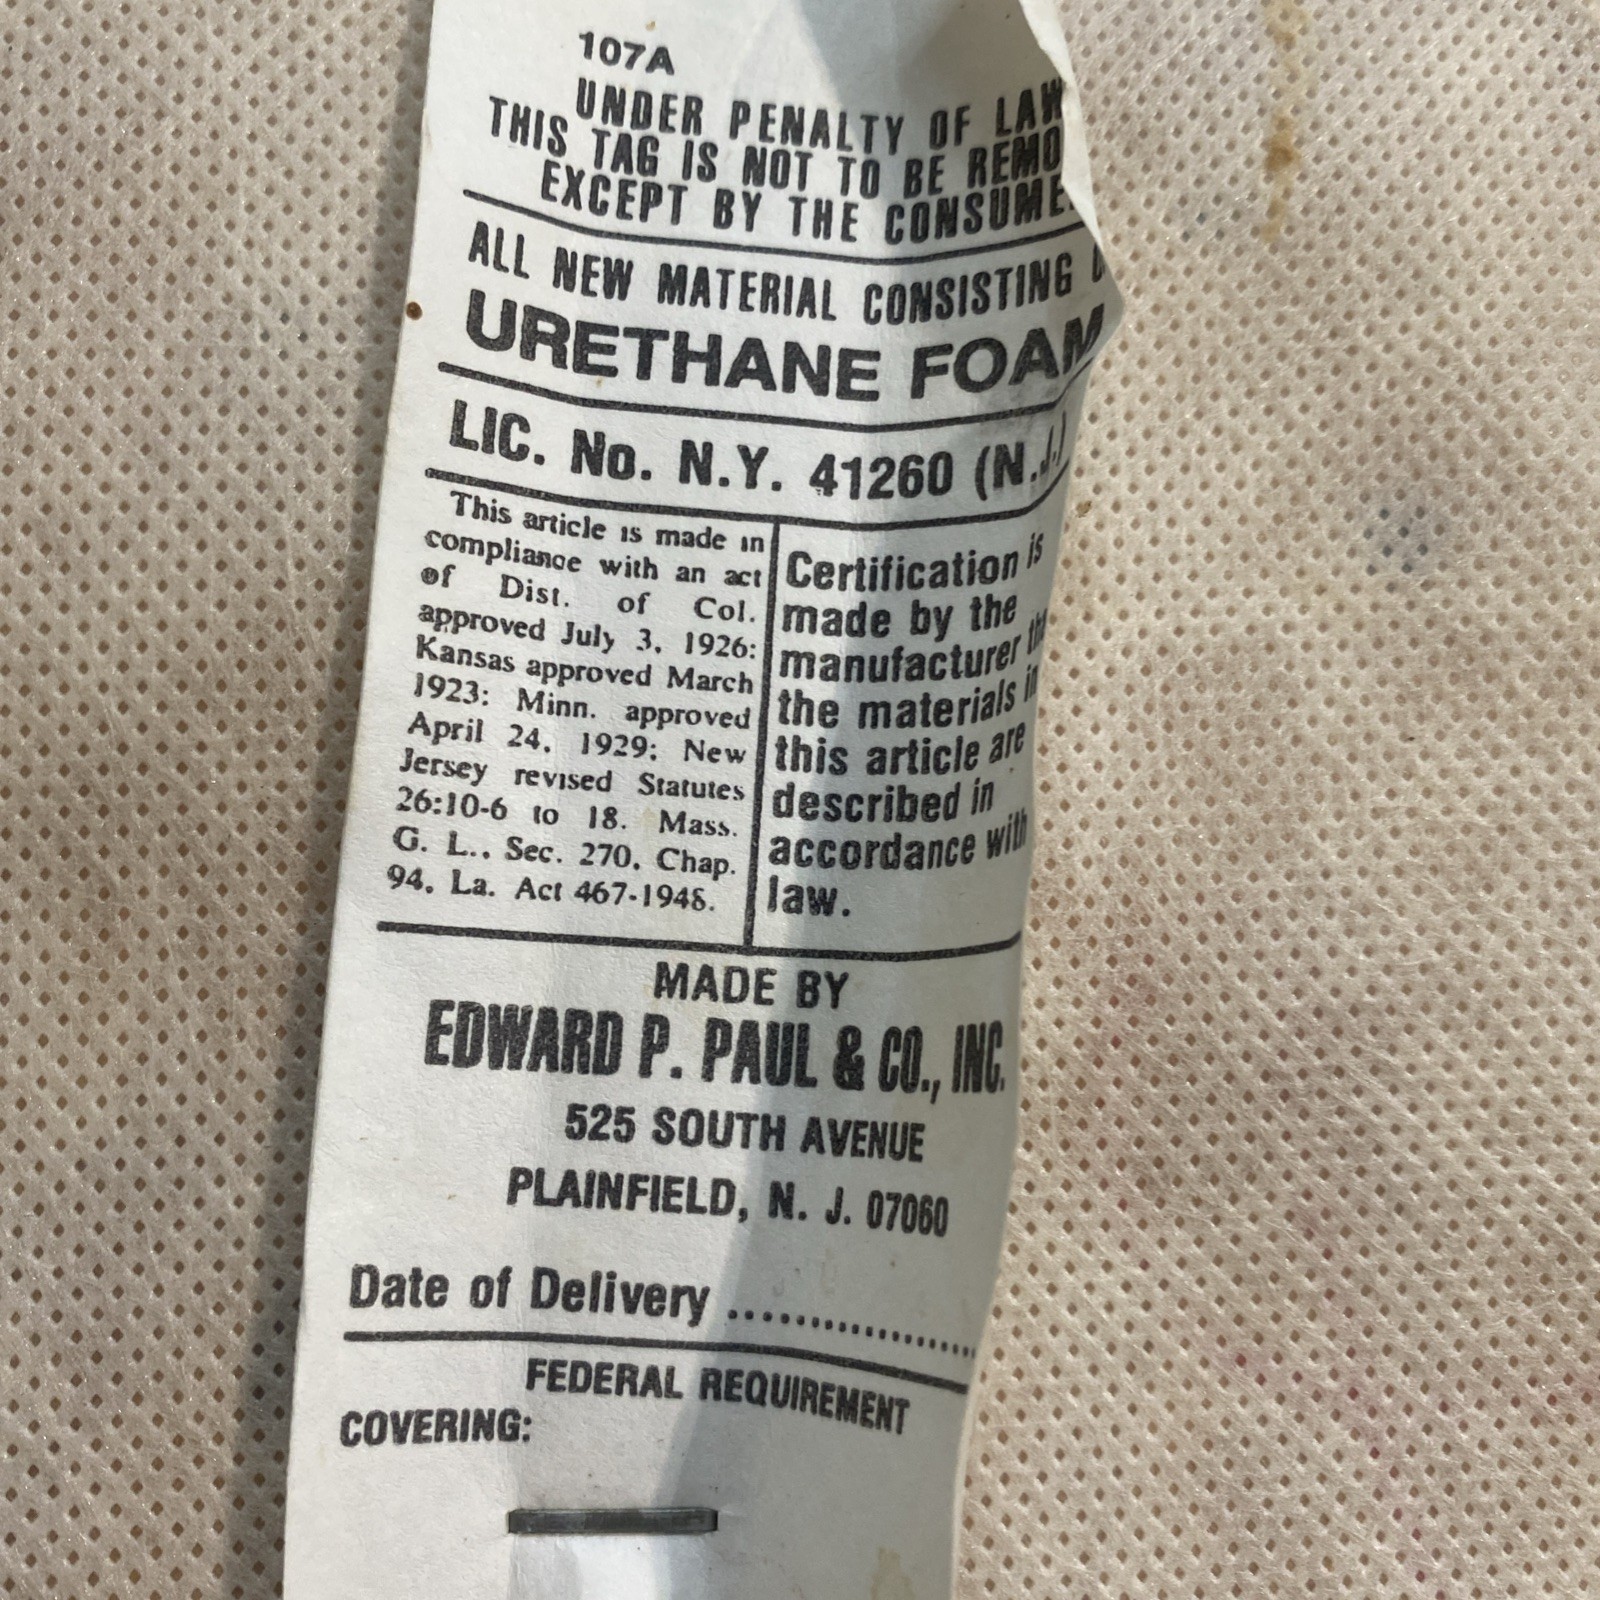 107A
UNDER PENALTY OF LAW
THIS TAG IS NOT TO BE REMO
EXCEPT BY THE CONSUME
ALL NEW MATERIAL CONSISTING
URETHANE FOAM
LIC. No. N.Y. 41260 (N.J.)
This article is made in
compliance with an act
of Dist. of Col.
approved July 3, 1926;
Kansas approved March
1923; Minn. approved
April 24, 1929; New
Jersey revised Statutes
26:10-6 to 18. Mass.
G. L., Sec. 270, Chap.
94, La. Act 467-1948.
Certification is
made by the
manufacturer
the materials in
this article are
described in
accordance with
law.
MADE BY
EDWARD P. PAUL & CO., INC.
525 SOUTH AVENUE
PLAINFIELD, N. J. 07060
Date of Delivery ....................
FEDERAL REQUIREMENT
COVERING: